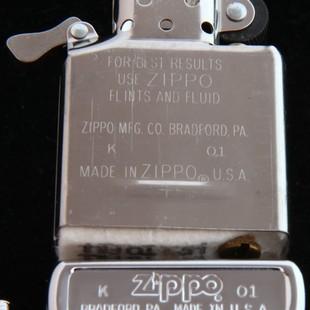 FOR BEST RESULTS
USE ZIPPO
FLINTS AND FLUID
ZIPPO MFG. CO. BRADFORD, PA.
K 01
MADE IN ZIPPO® U.S.A.
K zippo 01
BRADFORD PA. MADE IN U.S.A.